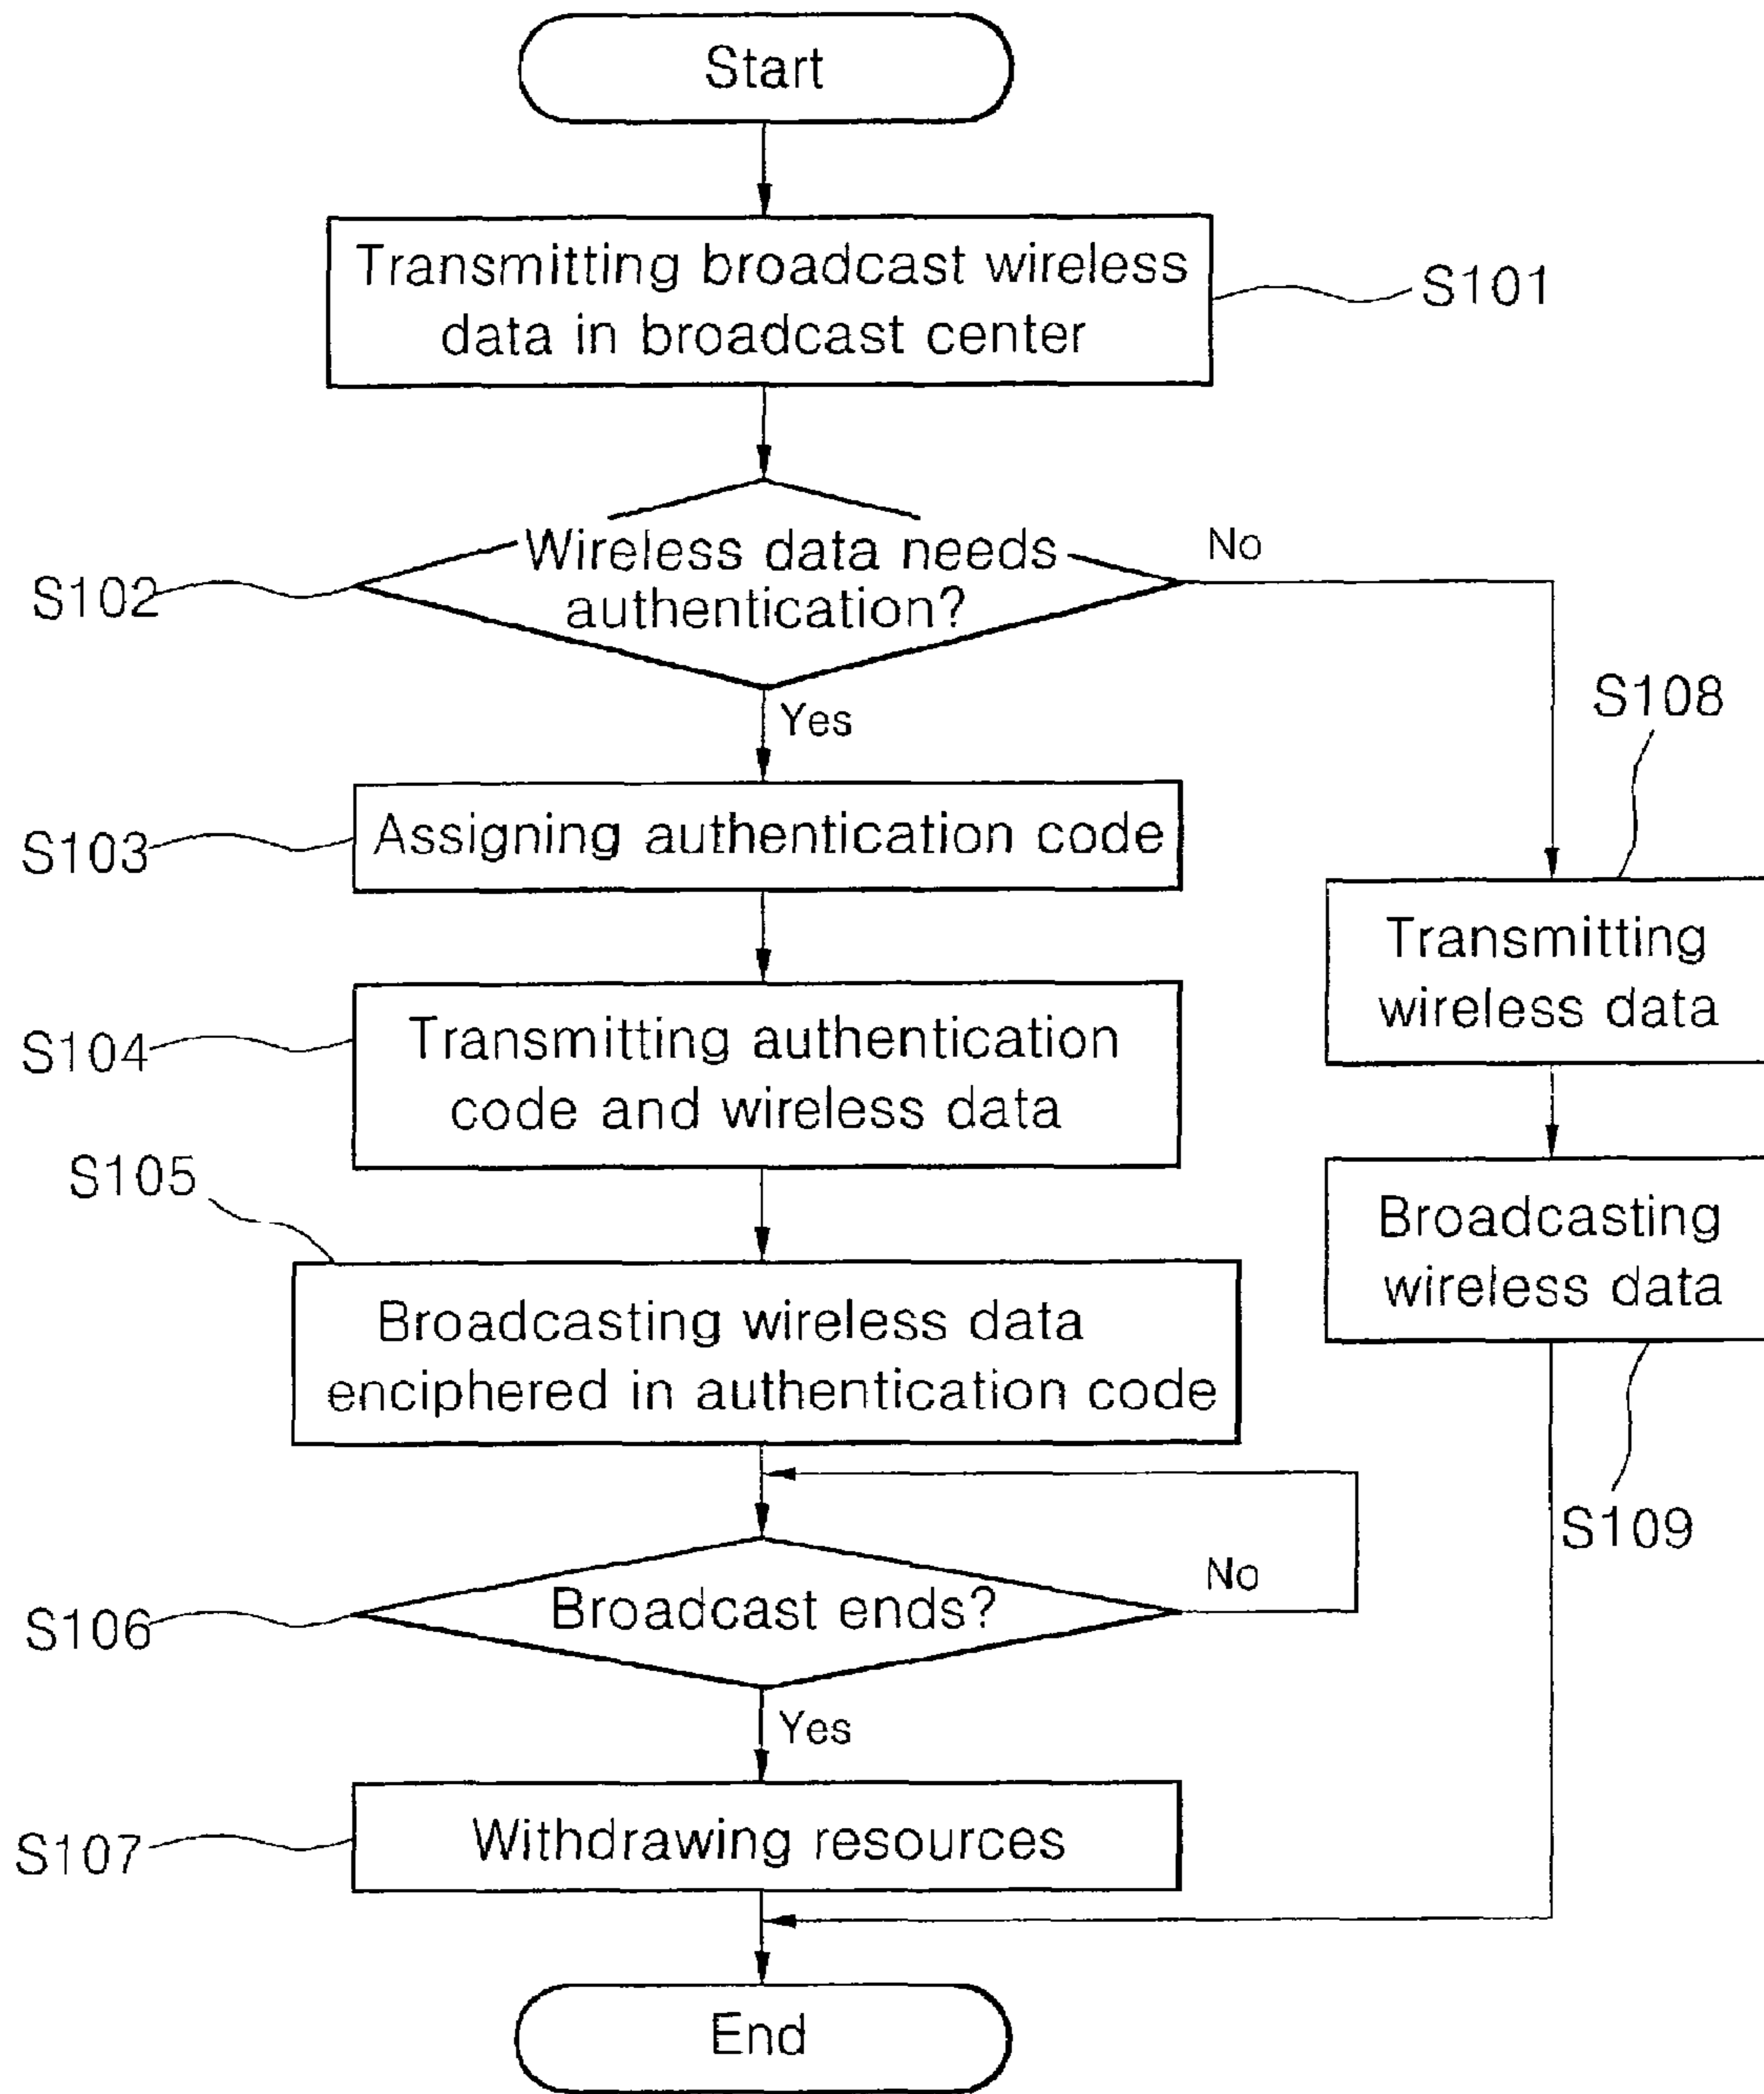 Start
Transmitting broadcast wireless
data in broadcast center
S101
Wireless data needs
authentication?
No
S102
Yes
S108
Assigning authentication code
S103
Transmitting
wireless data
Transmitting authentication
code and wireless data
S104
S105
Broadcasting
wireless data
Broadcasting wireless data
enciphered in authentication code
S109
No
Broadcast ends?
S106
Yes
Withdrawing resources
S107
End